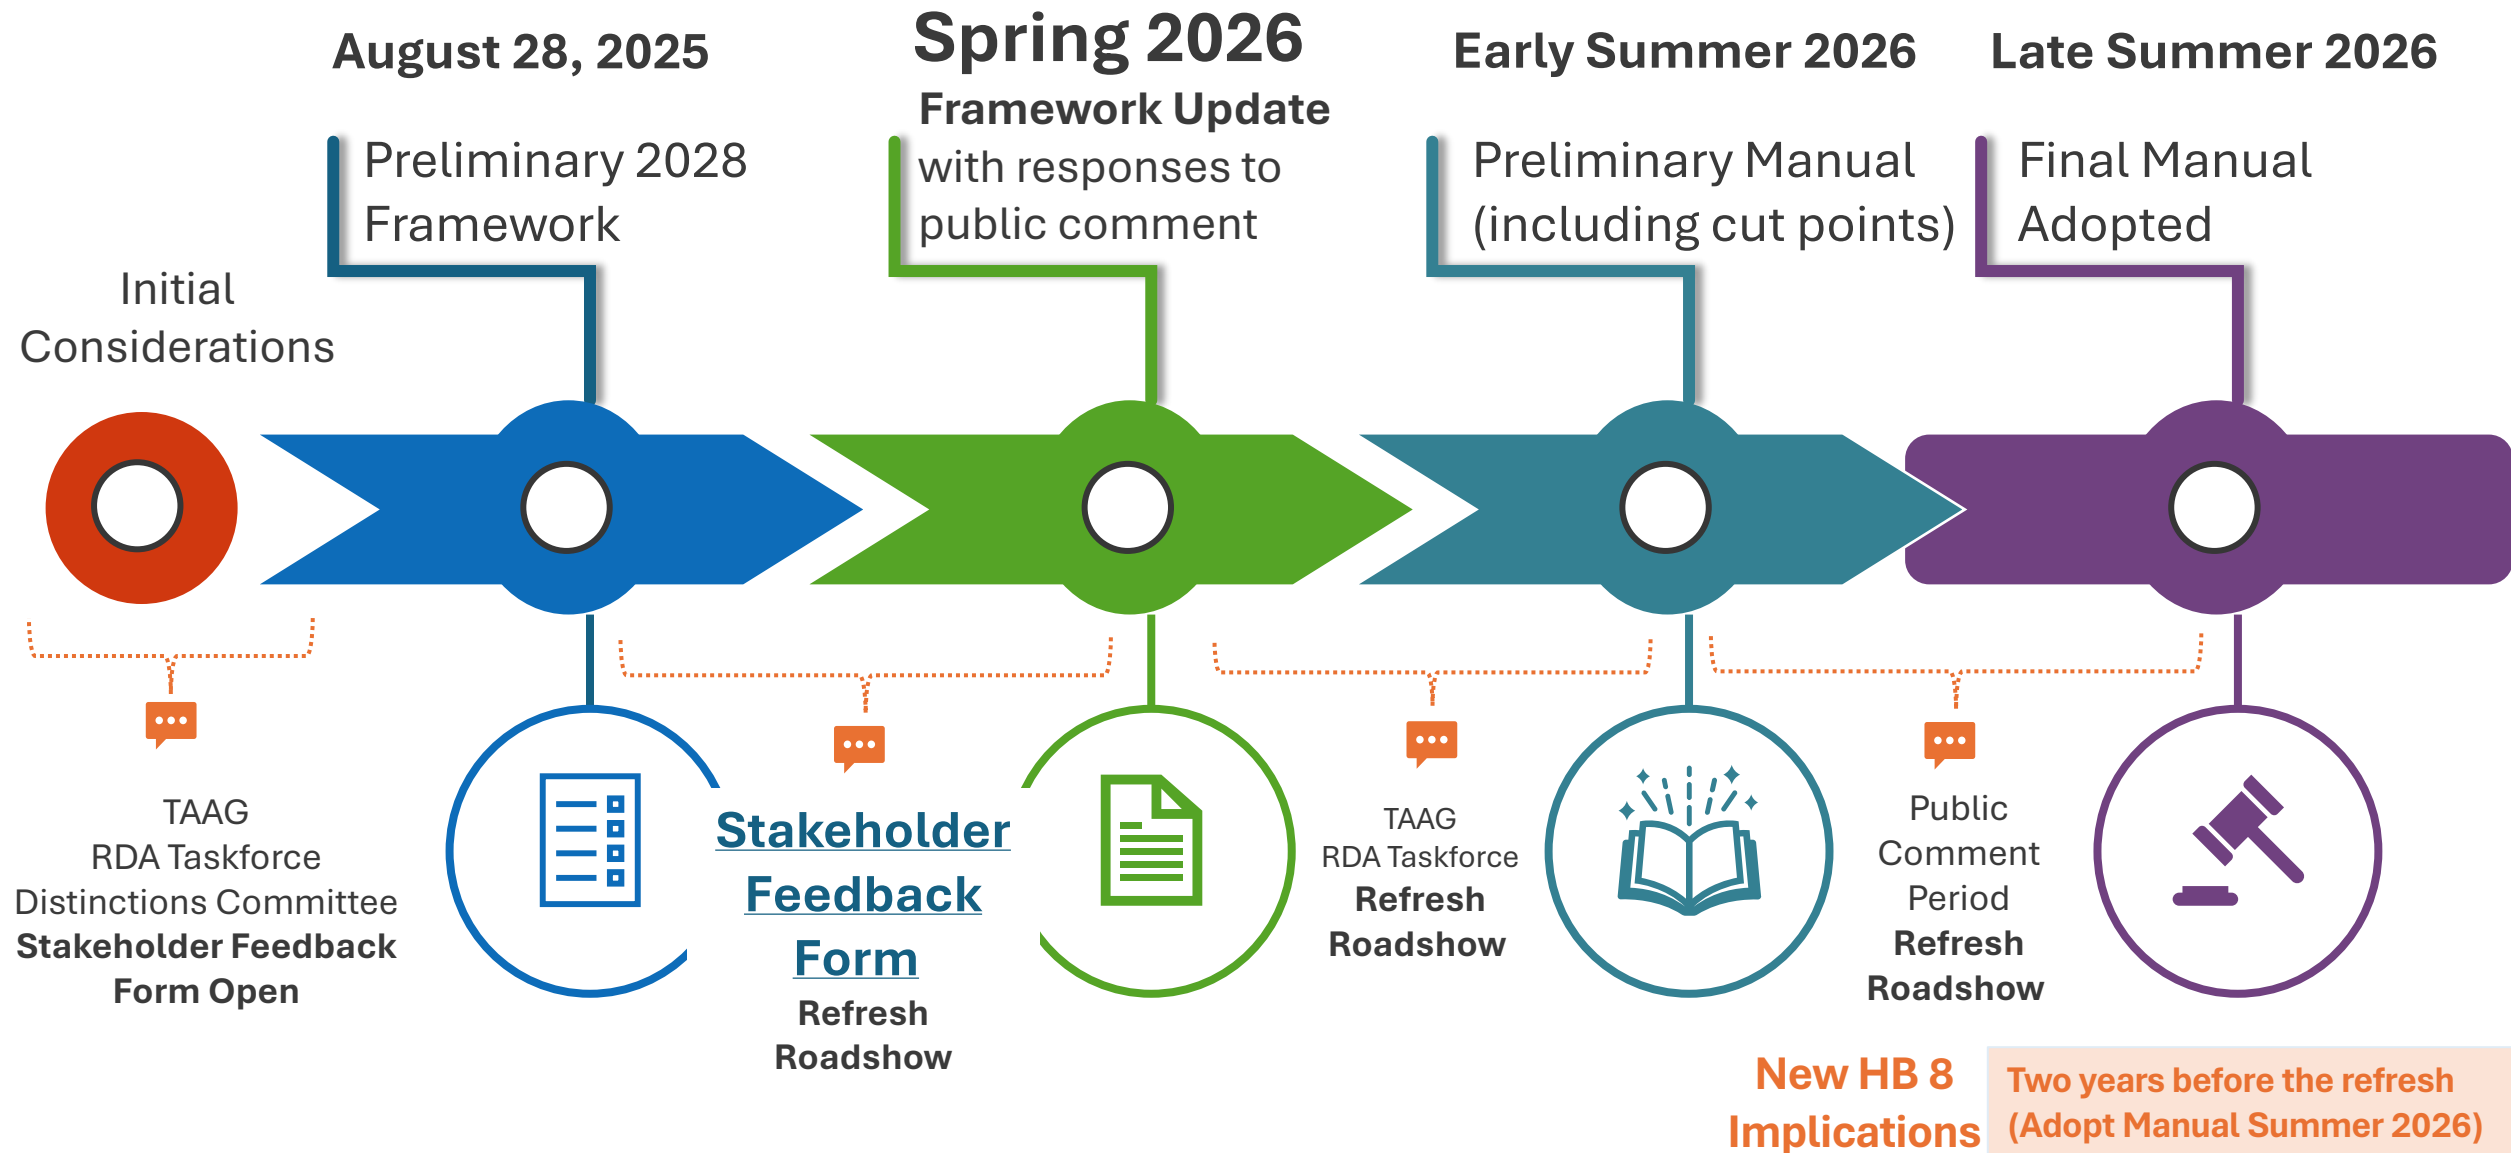 Initial
Considerations
August 28, 2025
Preliminary 2028
Framework
Spring 2026
Framework Update
with responses to
public comment
Early Summer 2026
Preliminary Manual
(including cut points)
Late Summer 2026
Final Manual
Adopted
TAAG
RDA Taskforce
Distinctions Committee
Stakeholder Feedback
Form Open
Stakeholder
Feedback
Form
Refresh
Roadshow
TAAG
RDA Taskforce
Refresh
Roadshow
Public
Comment
Period
Refresh
Roadshow
New HB 8
Implications
Two years before the refresh
(Adopt Manual Summer 2026)